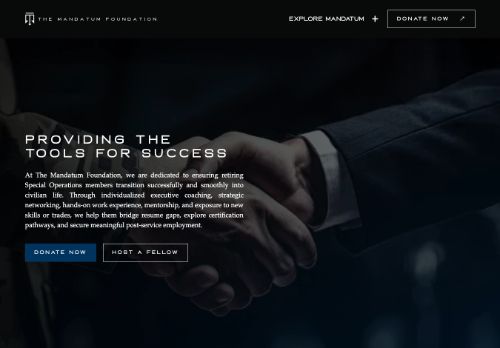 THE MANDATUM FOUNDATION
EXPLORE MANDATUM +
DONATE NOW ↗
PROVIDING THE
TOOLS FOR SUCCESS
At The Mandatum Foundation, we are dedicated to ensuring retiring
Special Operations members transition successfully and smoothly into
civilian life. Through individualized executive coaching, strategic
networking, hands-on work experience, mentorship, and exposure to new
skills or trades, we help them bridge resume gaps, explore certification
pathways, and secure meaningful post-service employment.
DONATE NOW
HOST A FELLOW